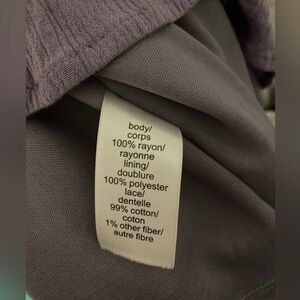 body/
corps
100% rayon/
rayonne
lining/
doublure
100% polyester
lace/
dentelle
99% cotton/
coton
1% other fiber/
autre fibre